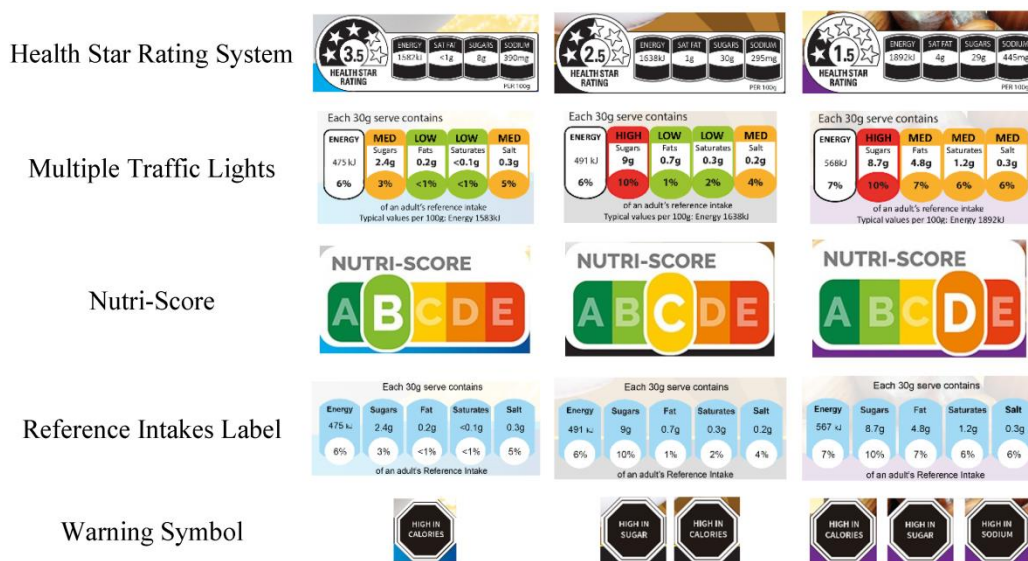 Health Star Rating System
3.5
HEALTH STAR
RATING
ENERGY SAT FAT SUGARS SODIUM
1582kJ <1g 8g 390mg
PER 100g
2.5
HEALTH STAR
RATING
ENERGY SAT FAT SUGARS SODIUM
1638kJ 1g 30g 295mg
PER 100g
1.5
HEALTH STAR
RATING
ENERGY SAT FAT SUGARS SODIUM
1892kJ 4g 29g 445mg
PER 100g
Multiple Traffic Lights
Each 30g serve contains
ENERGY MED LOW LOW MED
Sugars Fats Saturates Salt
475 kJ 2.4g 0.2g <0.1g 0.3g
6% 3% <1% <1% 5%
of an adult's reference intake
Typical values per 100g: Energy 1583kJ
Each 30g serve contains
ENERGY HIGH LOW LOW MED
Sugars Fats Saturates Salt
491 kJ 9g 0.7g 0.3g 0.2g
6% 10% 1% 2% 4%
of an adult's reference intake
Typical values per 100g: Energy 1638kJ
Each 30g serve contains
ENERGY HIGH MED MED MED
Sugars Fats Saturates Salt
568kJ 8.7g 4.8g 1.2g 0.3g
7% 10% 7% 6% 6%
of an adult's reference intake
Typical values per 100g: Energy 1892kJ
Nutri-Score
NUTRI-SCORE
A B C D E
NUTRI-SCORE
A B C D E
NUTRI-SCORE
A B C D E
Reference Intakes Label
Each 30g serve contains
Energy Sugars Fat Saturates Salt
475 kJ 2.4g 0.2g <0.1g 0.3g
6% 3% <1% <1% 5%
of an adult's Reference Intake
Each 30g serve contains
Energy Sugars Fat Saturates Salt
491 kJ 9g 0.7g 0.3g 0.2g
6% 10% 1% 2% 4%
of an adult's Reference Intake
Each 30g serve contains
Energy Sugars Fat Saturates Salt
567 kJ 8.7g 4.8g 1.2g 0.3g
7% 10% 7% 6% 6%
of an adult's Reference Intake
Warning Symbol
HIGH IN
CALORIES
HIGH IN
SUGAR
HIGH IN
CALORIES
HIGH IN
CALORIES
HIGH IN
SUGAR
HIGH IN
SODIUM